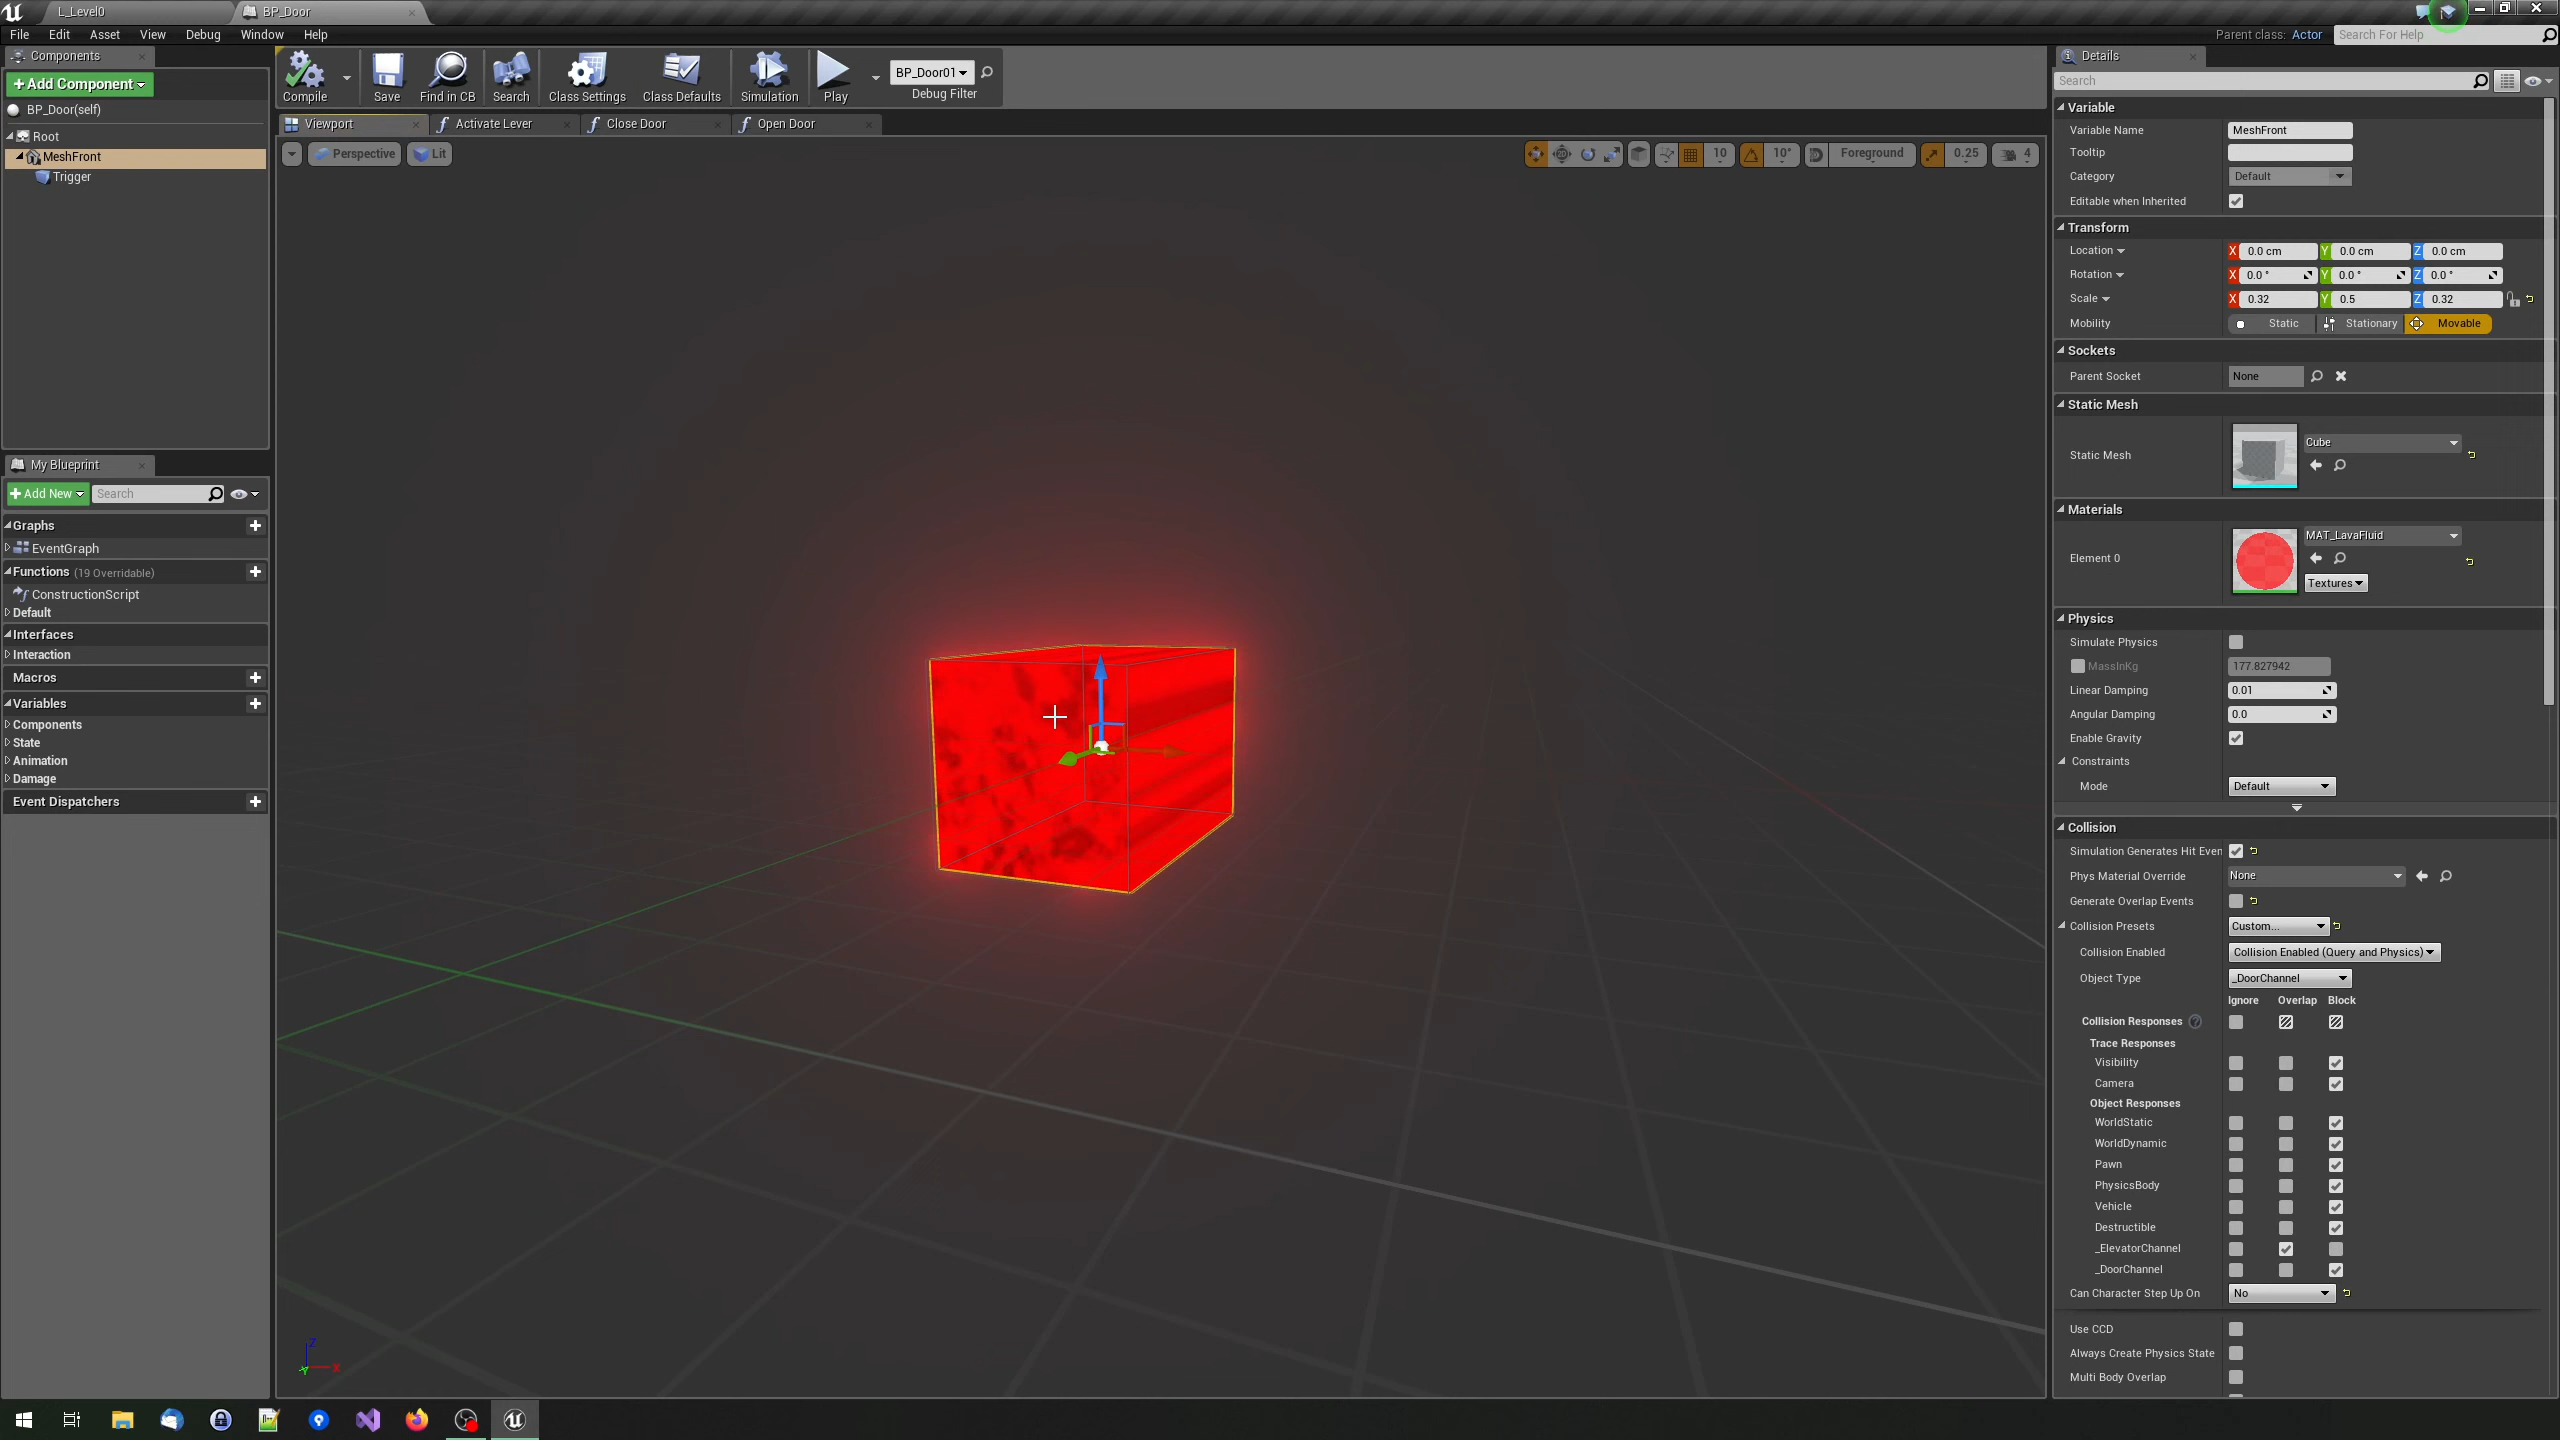 L_Level0
BP_Door
File Edit Asset View Debug Window Help
Parent class: Actor
Search For Help
Components
+Add Component
BP_Door(self)
Root
MeshFront
Trigger
Compile
Save
Find in CB
Search
Class Settings
Class Defaults
Simulation
Play
BP_Door01
Debug Filter
Viewport
Activate Lever
Close Door
Open Door
Perspective
Lit
10
10°
Foreground
0.25
4
My Blueprint
+Add New
Search
Graphs
EventGraph
Functions (19 Overridable)
ConstructionScript
Default
Interfaces
Interaction
Macros
Variables
Components
State
Animation
Damage
Event Dispatchers
Z
X
Y
Details
Search
Variable
Variable Name MeshFront
Tooltip
Category Default
Editable when Inherited
Transform
Location X 0.0 cm Y 0.0 cm Z 0.0 cm
Rotation X 0.0 ° Y 0.0 ° Z 0.0 °
Scale X 0.32 Y 0.5 Z 0.32
Mobility Static Stationary Movable
Sockets
Parent Socket None
Static Mesh
Static Mesh Cube
Materials
Element 0 MAT_LavaFluid
Textures
Physics
Simulate Physics
MassInKg 177.827942
Linear Damping 0.01
Angular Damping 0.0
Enable Gravity
Constraints
Mode Default
Collision
Simulation Generates Hit Even
Phys Material Override None
Generate Overlap Events
Collision Presets Custom...
Collision Enabled Collision Enabled (Query and Physics)
Object Type _DoorChannel
Ignore Overlap Block
Collision Responses ?
Trace Responses
Visibility
Camera
Object Responses
WorldStatic
WorldDynamic
Pawn
PhysicsBody
Vehicle
Destructible
_ElevatorChannel
_DoorChannel
Can Character Step Up On No
Use CCD
Always Create Physics State
Multi Body Overlap